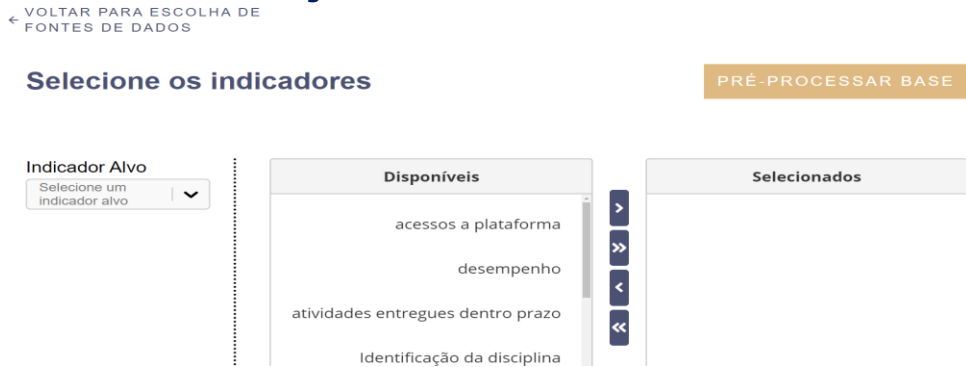 VOLTAR PARA ESCOLHA DE
FONTES DE DADOS
Selecione os indicadores
PRÉ-PROCESSAR BASE
Indicador Alvo
Selecione um
indicador alvo
Disponíveis
acessos a plataforma
desempenho
atividades entregues dentro prazo
Identificação da disciplina
Selecionados